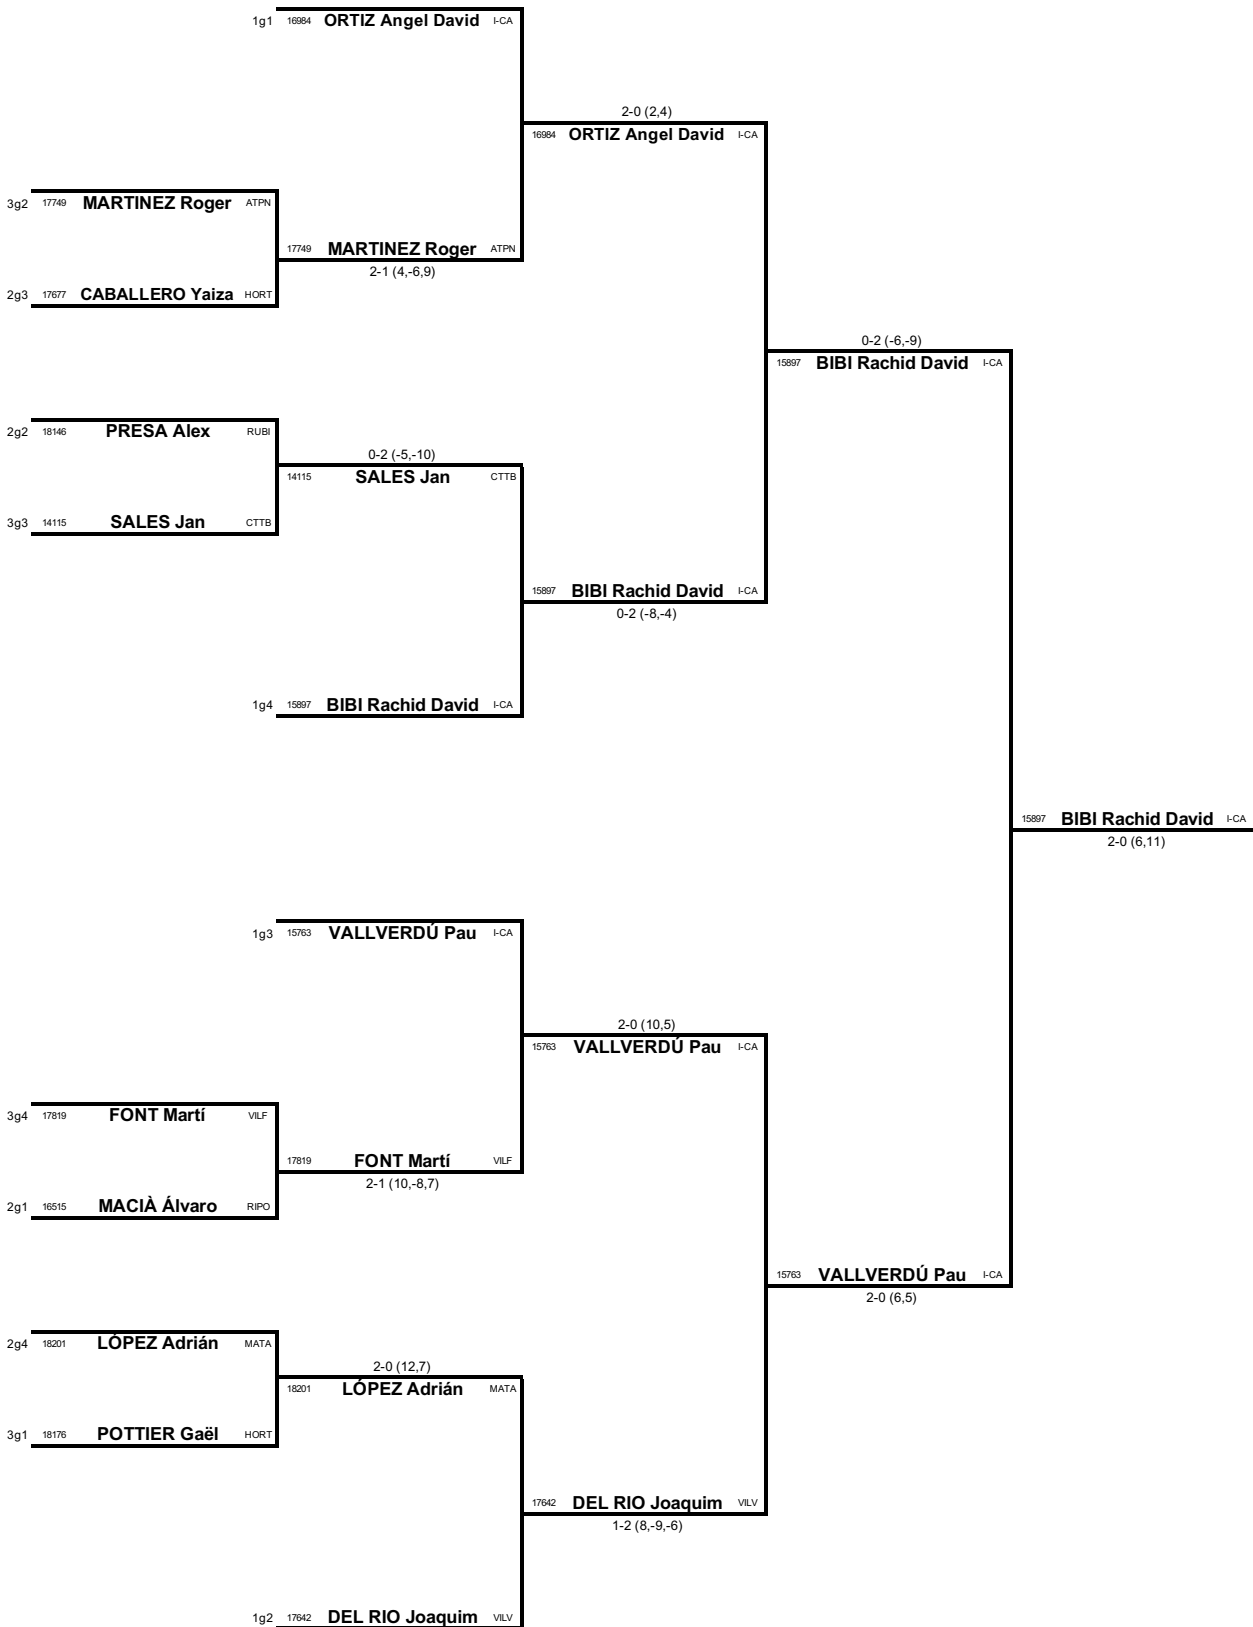 1g1 16984 ORTIZ Angel David I-CA
2-0 (2,4)
16984 ORTIZ Angel David I-CA
3g2 17749 MARTINEZ Roger ATPN
17749 MARTINEZ Roger ATPN
2-1 (4,-6,9)
2g3 17677 CABALLERO Yaiza HORT
0-2 (-6,-9)
15897 BIBI Rachid David I-CA
2g2 18146 PRESA Alex RUBI
0-2 (-5,-10)
14115 SALES Jan CTTB
3g3 14115 SALES Jan CTTB
15897 BIBI Rachid David I-CA
0-2 (-8,-4)
1g4 15897 BIBI Rachid David I-CA
15897 BIBI Rachid David I-CA
2-0 (6,11)
1g3 15763 VALLVERDÚ Pau I-CA
2-0 (10,5)
15763 VALLVERDÚ Pau I-CA
3g4 17819 FONT Martí VILF
17819 FONT Martí VILF
2-1 (10,-8,7)
2g1 16515 MACIÀ Álvaro RIPO
15763 VALLVERDÚ Pau I-CA
2-0 (6,5)
2g4 18201 LÓPEZ Adrián MATA
2-0 (12,7)
18201 LÓPEZ Adrián MATA
3g1 18176 POTTIER Gaël HORT
17642 DEL RIO Joaquim VILV
1-2 (8,-9,-6)
1g2 17642 DEL RIO Joaquim VILV